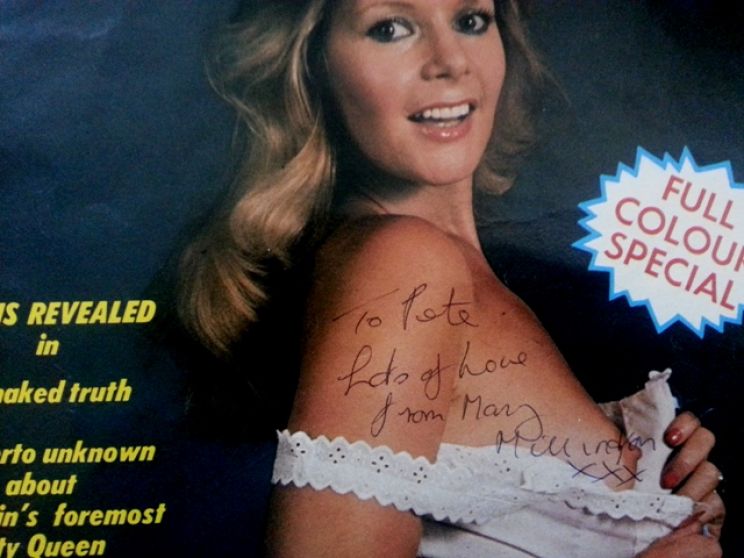 FULL
COLOUR
SPECIAL
To Pete.
Lots of Love
from Mary
Millington
xxx
IS REVEALED
in
naked truth
erto unknown
about
in's foremost
ty Queen